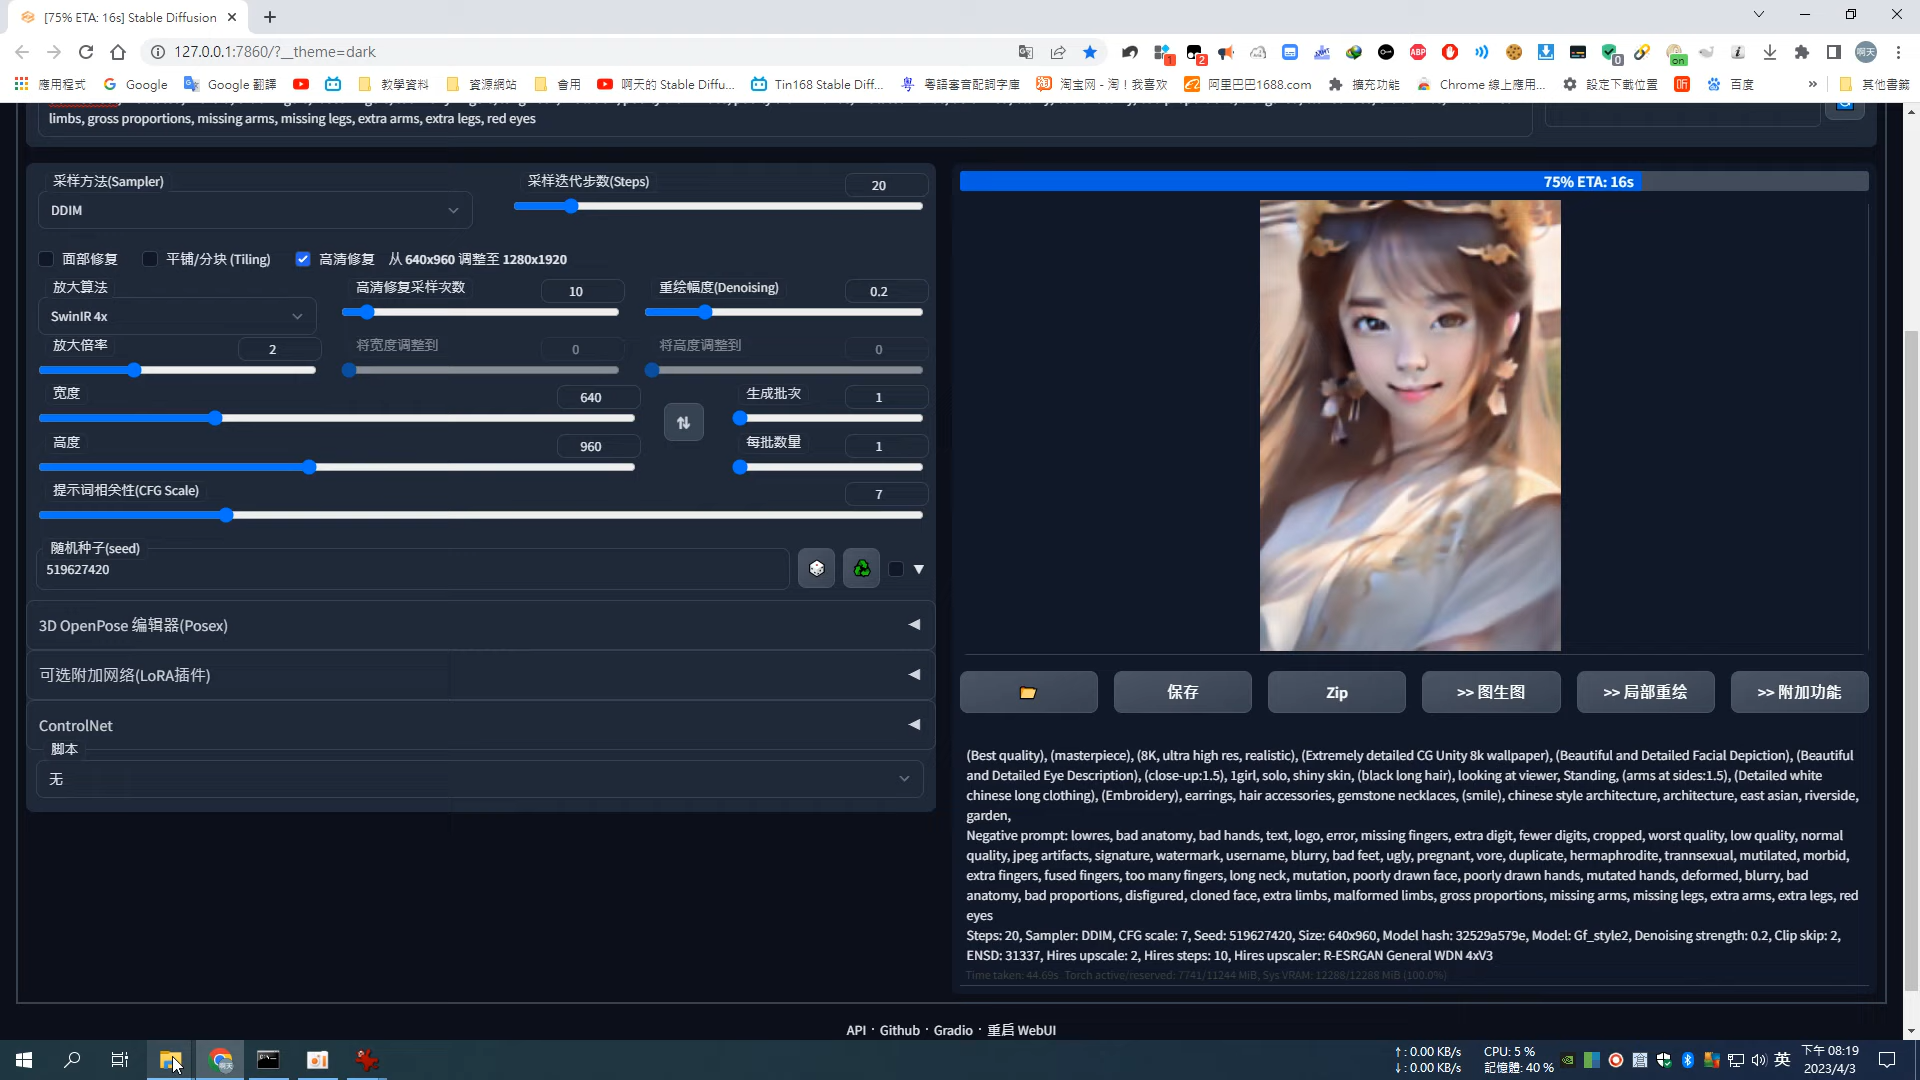 [75% ETA: 16s] Stable Diffusion
127.0.0.1:7860/?__theme=dark
應用程式
Google
Google 翻譯
教學資料
資源網站
會用
啊天的 Stable Diffu...
Tin168 Stable Diff...
粵語審音配詞字庫
淘宝网 - 淘！我喜欢
阿里巴巴1688.com
擴充功能
Chrome 線上應用...
設定下載位置
百度
»
其他書籤
limbs, gross proportions, missing arms, missing legs, extra arms, extra legs, red eyes
采样方法(Sampler)
DDIM
采样迭代步数(Steps)
20
面部修复
平铺/分块 (Tiling)
高清修复
从 640x960 调整至 1280x1920
放大算法
SwinIR 4x
高清修复采样次数
10
重绘幅度(Denoising)
0.2
放大倍率
2
将宽度调整到
0
将高度调整到
0
宽度
640
生成批次
1
高度
960
每批数量
1
提示词相关性(CFG Scale)
7
随机种子(seed)
519627420
3D OpenPose 编辑器(Posex)
可选附加网络(LoRA插件)
ControlNet
脚本
无
75% ETA: 16s
保存
Zip
>> 图生图
>> 局部重绘
>> 附加功能
(Best quality), (masterpiece), (8K, ultra high res, realistic), (Extremely detailed CG Unity 8k wallpaper), (Beautiful and Detailed Facial Depiction), (Beautiful
and Detailed Eye Description), (close-up:1.5), 1girl, solo, shiny skin, (black long hair), looking at viewer, Standing, (arms at sides:1.5), (Detailed white
chinese long clothing), (Embroidery), earrings, hair accessories, gemstone necklaces, (smile), chinese style architecture, architecture, east asian, riverside,
garden,
Negative prompt: lowres, bad anatomy, bad hands, text, logo, error, missing fingers, extra digit, fewer digits, cropped, worst quality, low quality, normal
quality, jpeg artifacts, signature, watermark, username, blurry, bad feet, ugly, pregnant, vore, duplicate, hermaphrodite, trannsexual, mutilated, morbid,
extra fingers, fused fingers, too many fingers, long neck, mutation, poorly drawn face, poorly drawn hands, mutated hands, deformed, blurry, bad
anatomy, bad proportions, disfigured, cloned face, extra limbs, malformed limbs, gross proportions, missing arms, missing legs, extra arms, extra legs, red
eyes
Steps: 20, Sampler: DDIM, CFG scale: 7, Seed: 519627420, Size: 640x960, Model hash: 32529a579e, Model: Gf_style2, Denoising strength: 0.2, Clip skip: 2,
ENSD: 31337, Hires upscale: 2, Hires steps: 10, Hires upscaler: R-ESRGAN General WDN 4xV3
Time taken: 44.69s Torch active/reserved: 7741/11244 MiB, Sys VRAM: 12288/12288 MiB (100.0%)
API · Github · Gradio · 重启 WebUI
↑ : 0.00 KB/s
↓ : 0.00 KB/s
CPU: 5 %
記憶體: 40 %
英
下午 08:19
2023/4/3